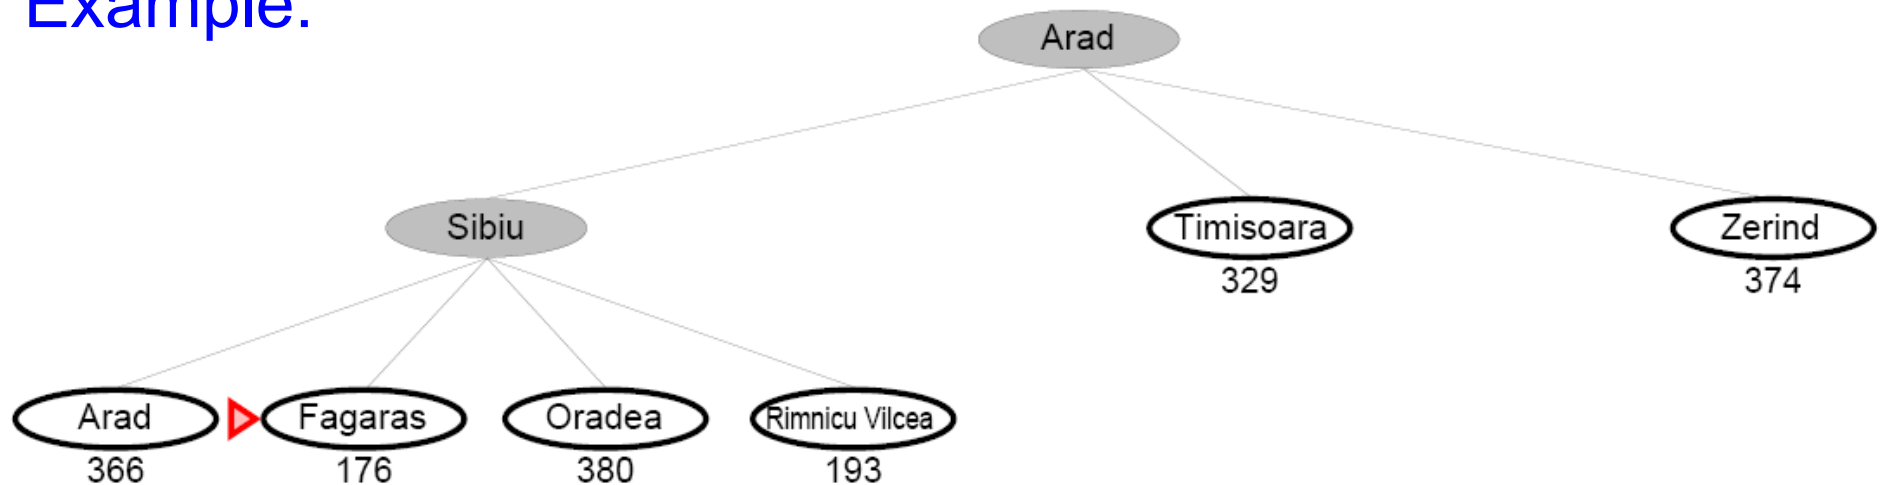 Example:
Arad
Sibiu
Timisoara
Zerind
329
374
Arad
Fagaras
Oradea
Rimnicu Vilcea
366
176
380
193